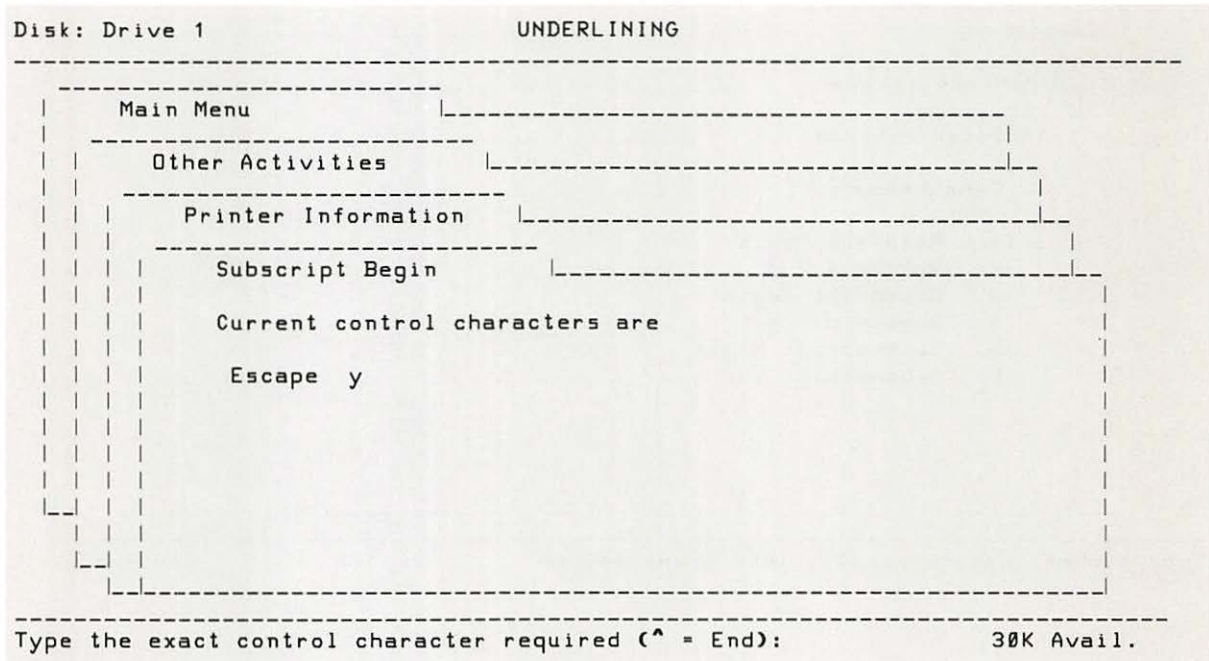 Disk: Drive 1 UNDERLINING
Main Menu
Other Activities
Printer Information
Subscript Begin
Current control characters are
Escape y
Type the exact control character required (^ = End): 30K Avail.